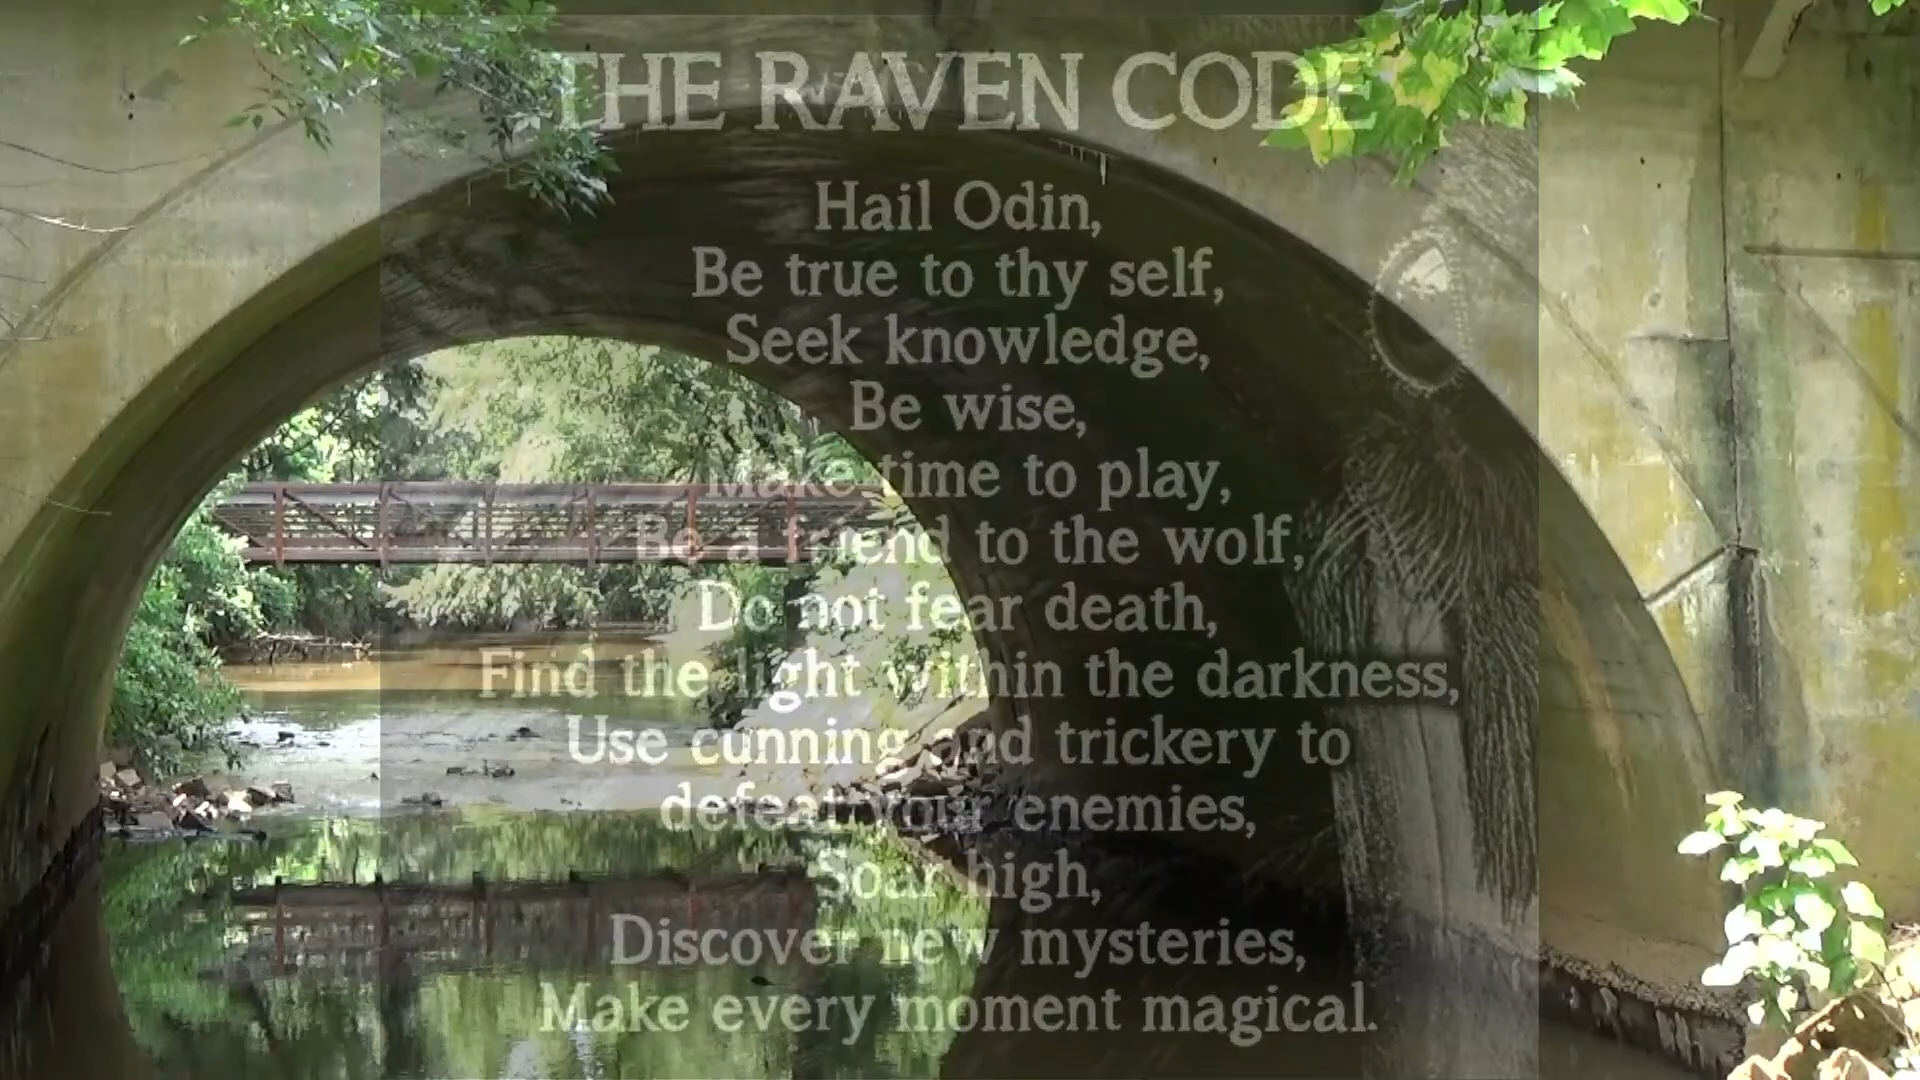 THE RAVEN CODE
Hail Odin,
Be true to thy self,
Seek knowledge,
Be wise,
Make time to play,
Be a friend to the wolf,
Do not fear death,
Find the light within the darkness,
Use cunning and trickery to
defeat your enemies,
Soar high,
Discover new mysteries,
Make every moment magical.